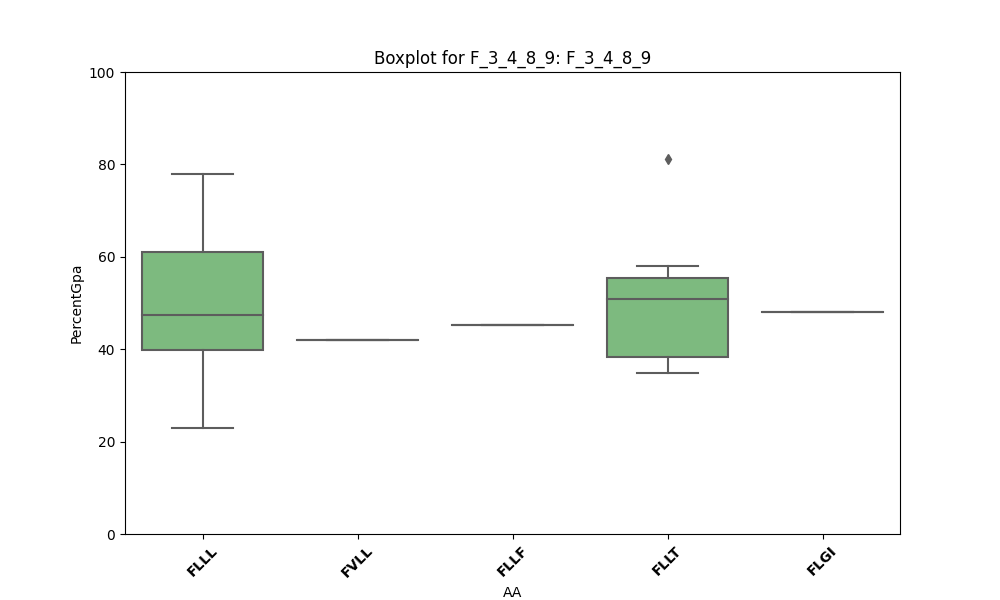 Boxplot for F_3_4_8_9: F_3_4_8_9
100
80
60
40
20
0
PercentGpa
FLLL
FVLL
FLLF
FLLT
FLGI
AA